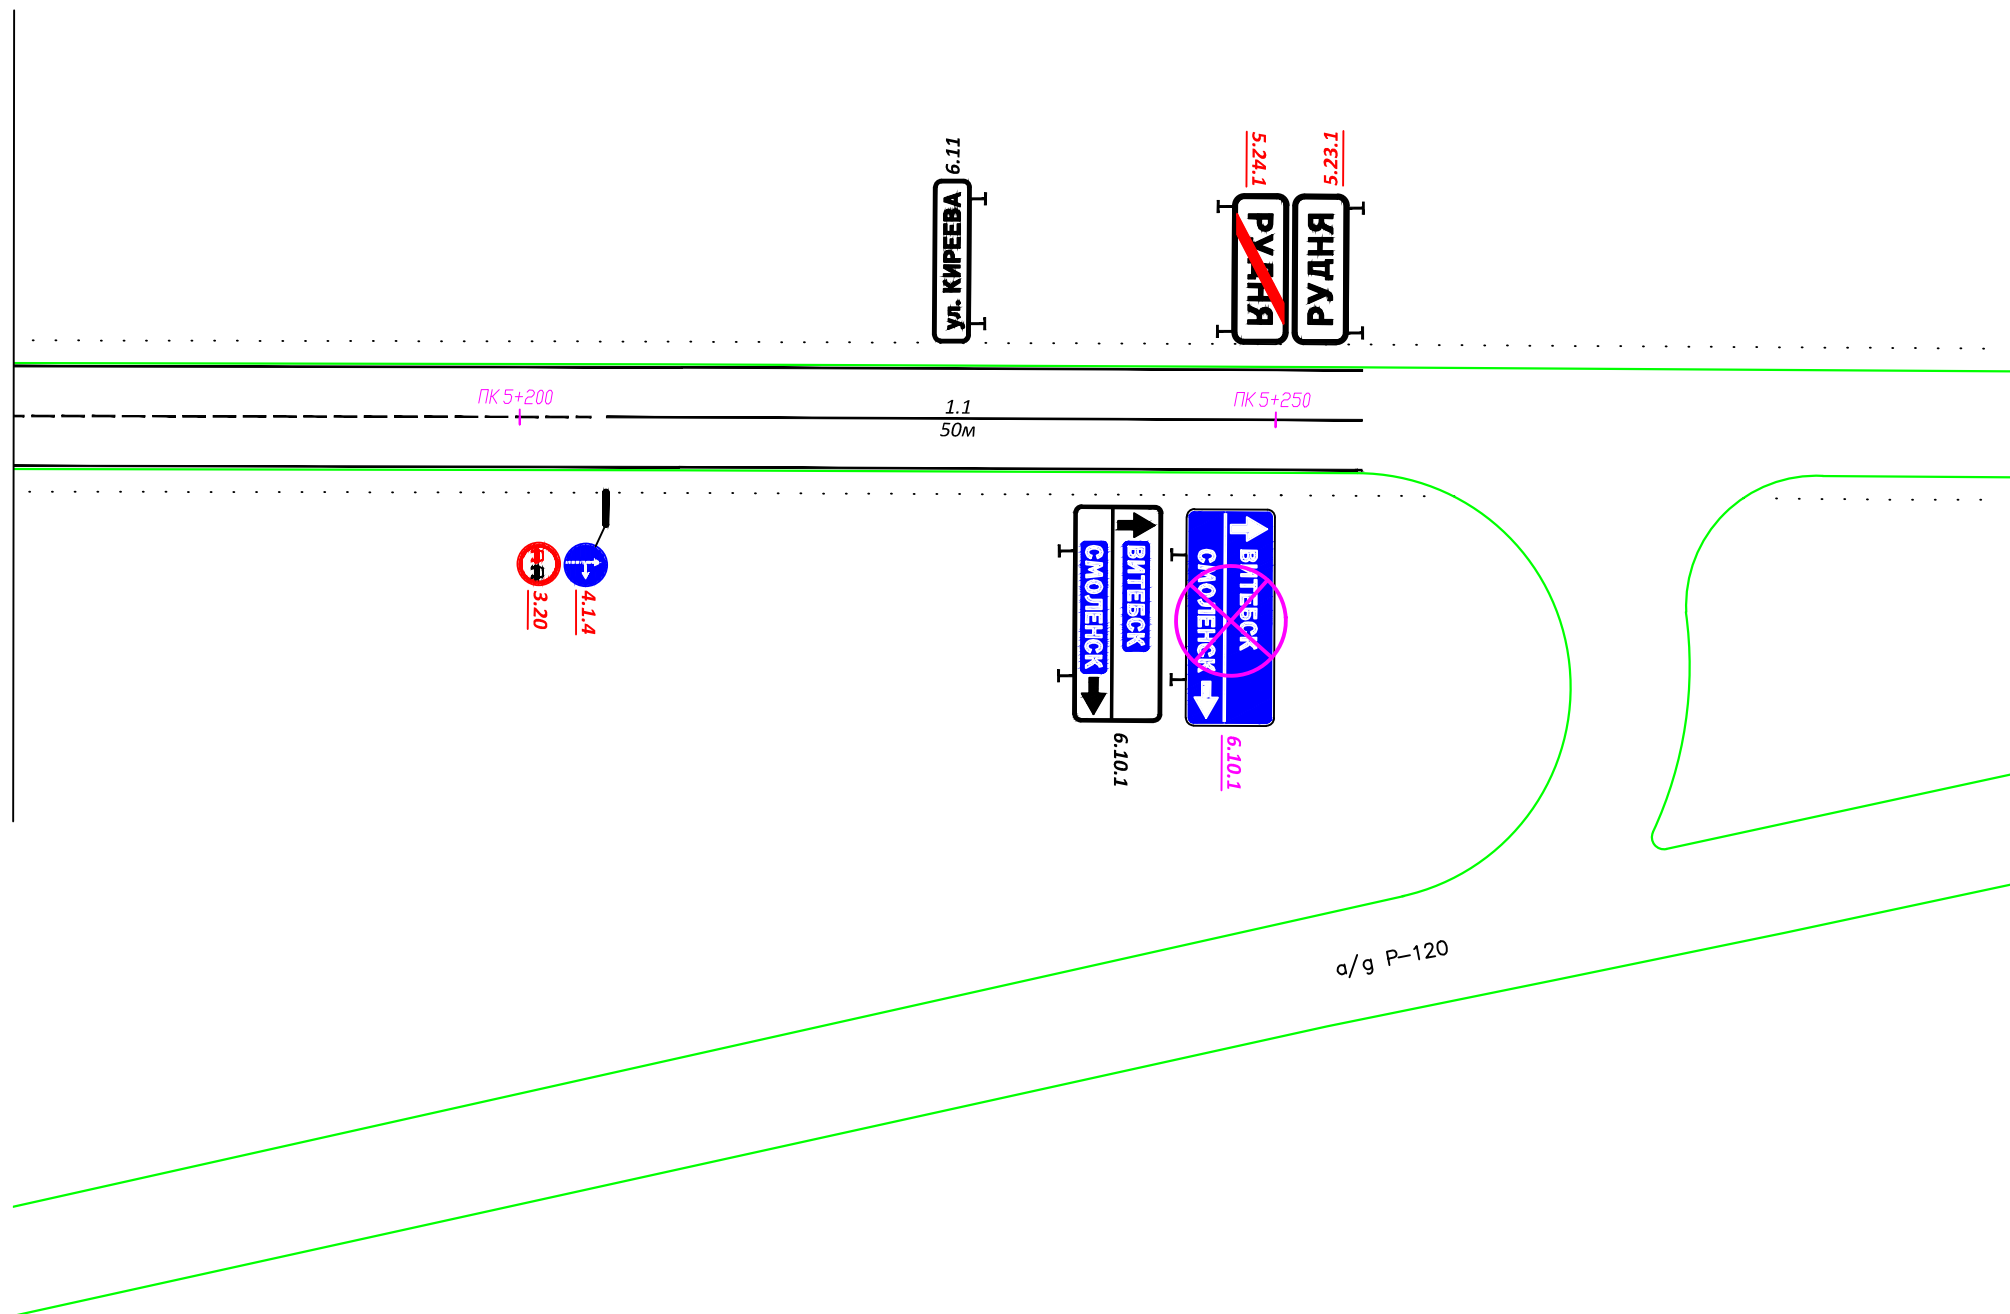 6.11
ул. КИРЕЕВА
5.24.1
РУДНЯ
5.23.1
РУДНЯ
ПК 5+200
1.1
50м
ПК 5+250
3.20
4.1.4
ВИТЕБСК
СМОЛЕНСК
6.10.1
ВИТЕБСК
СМОЛЕНСК
6.10.1
а/g Р-120